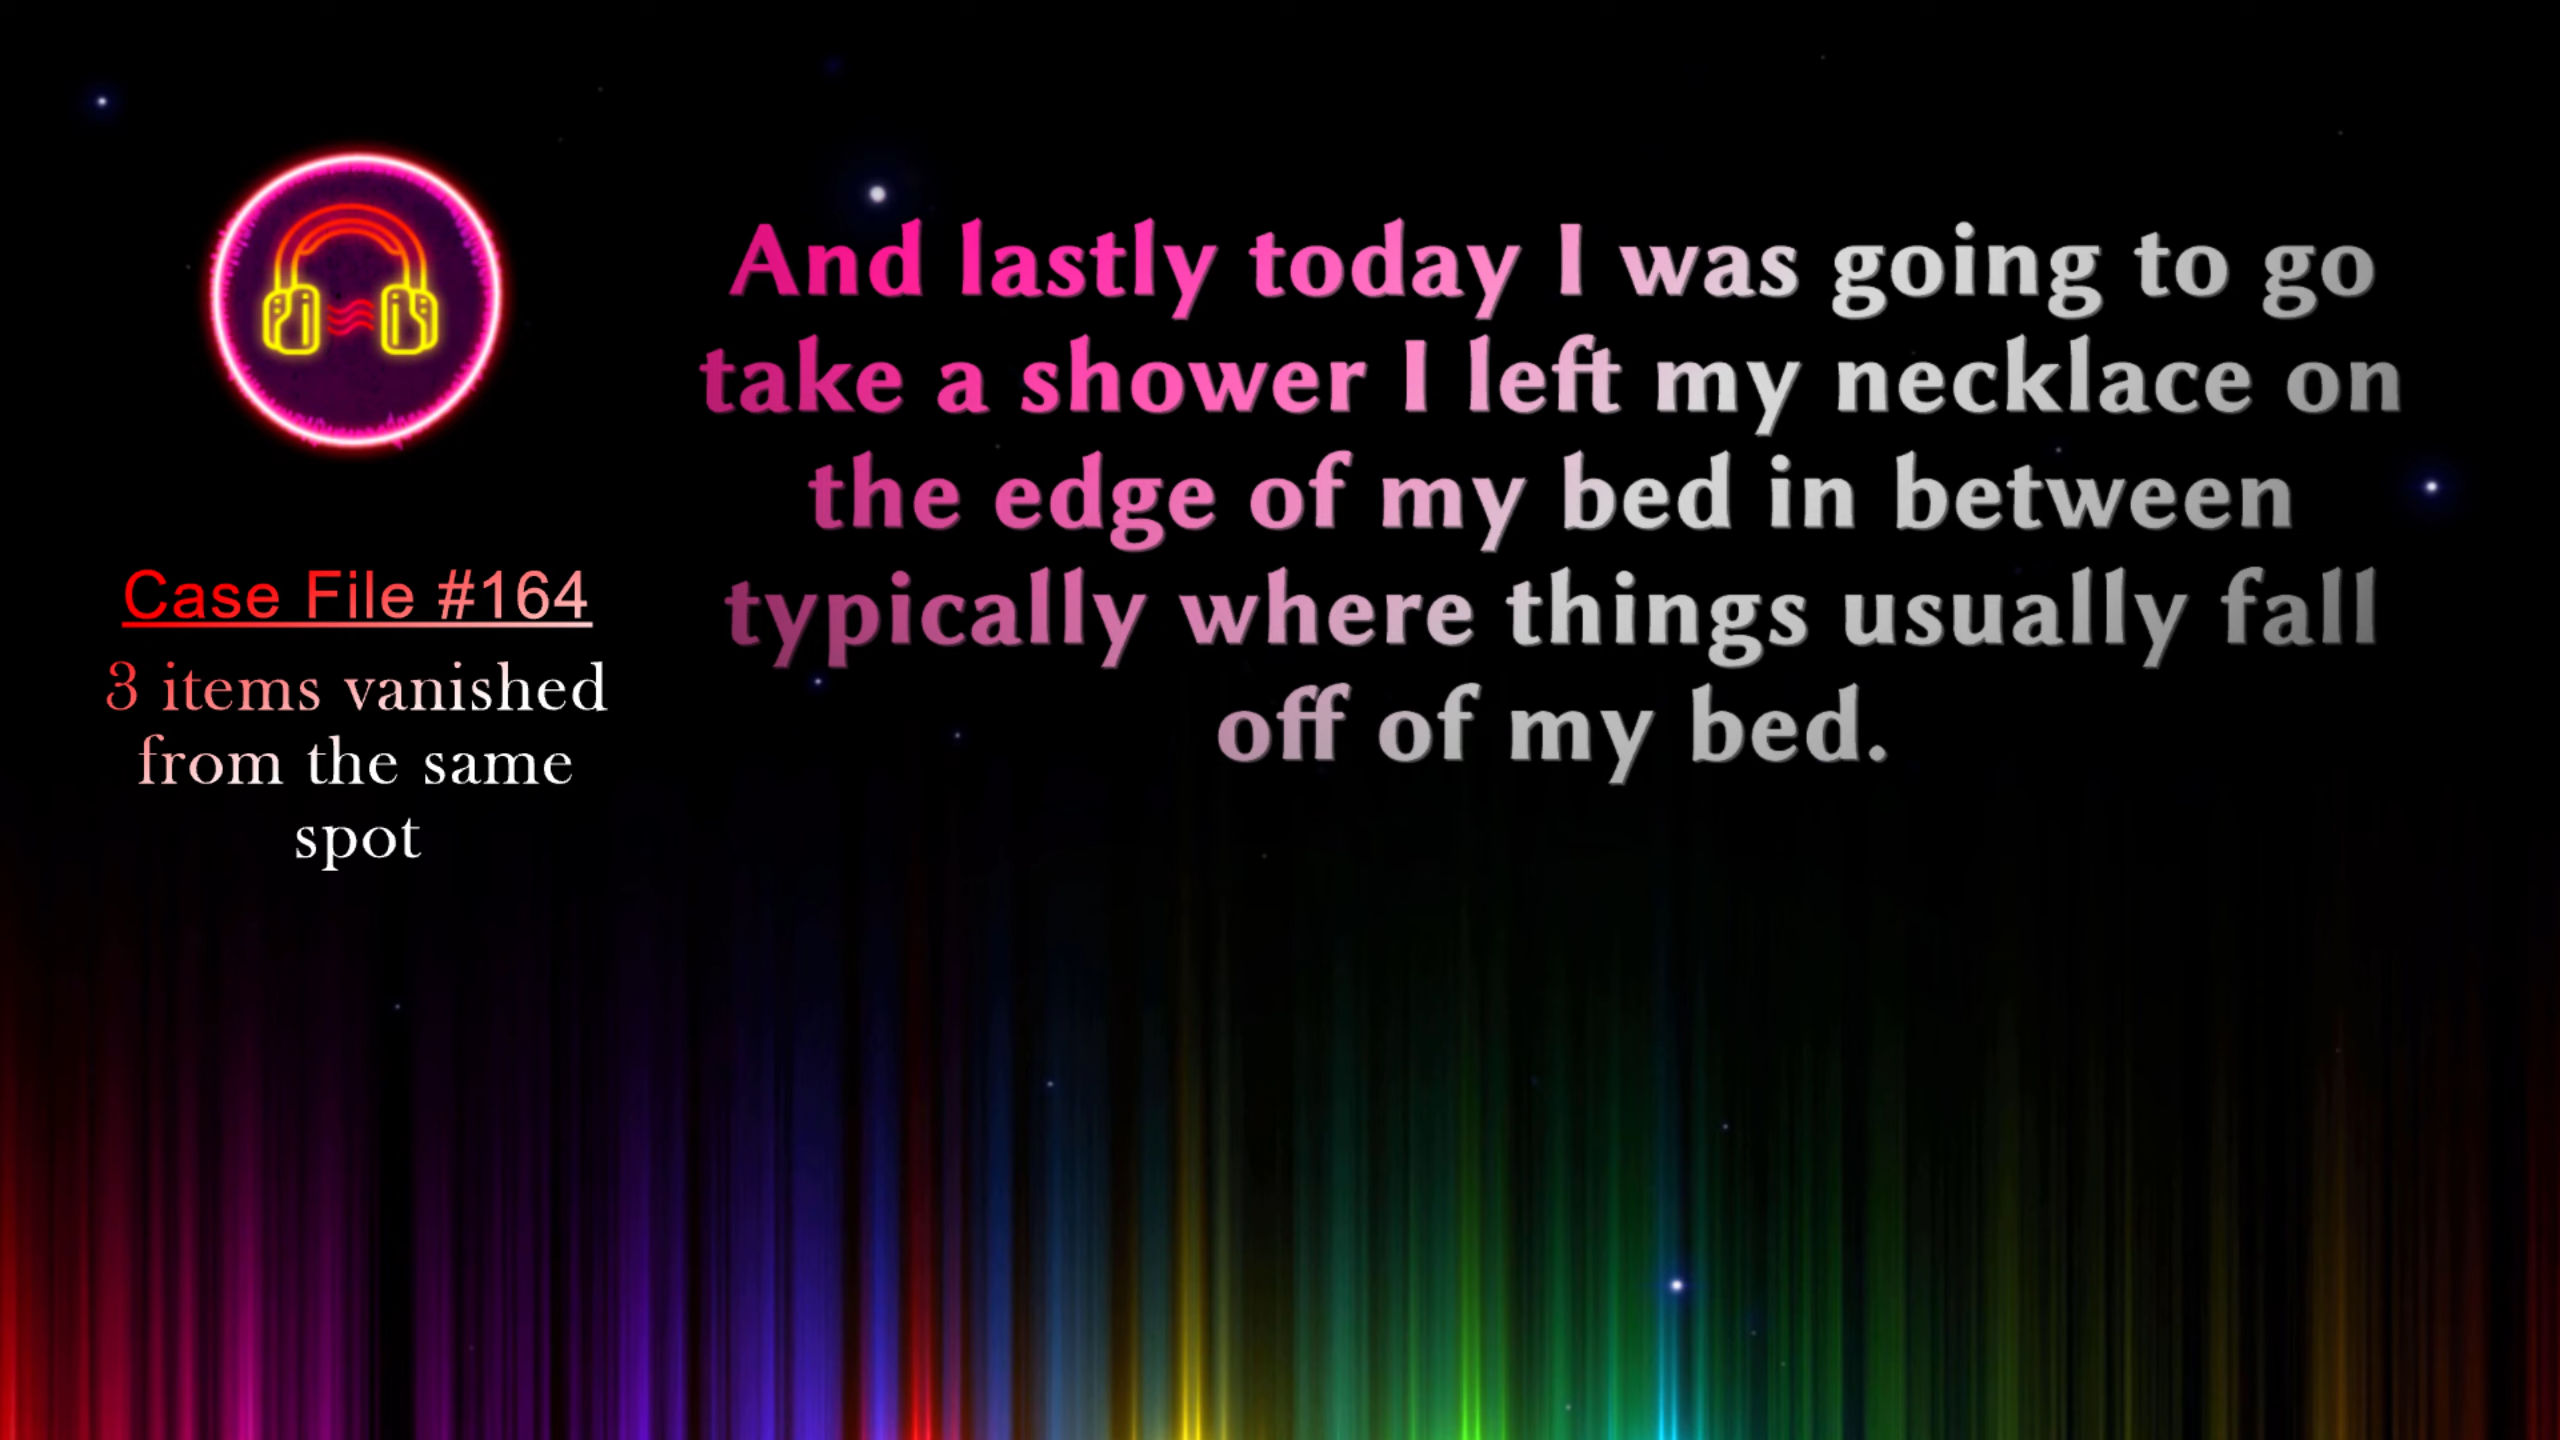 Case File #164
3 items vanished
from the same
spot
And lastly today I was going to go
take a shower I left my necklace on
the edge of my bed in between
typically where things usually fall
off of my bed.